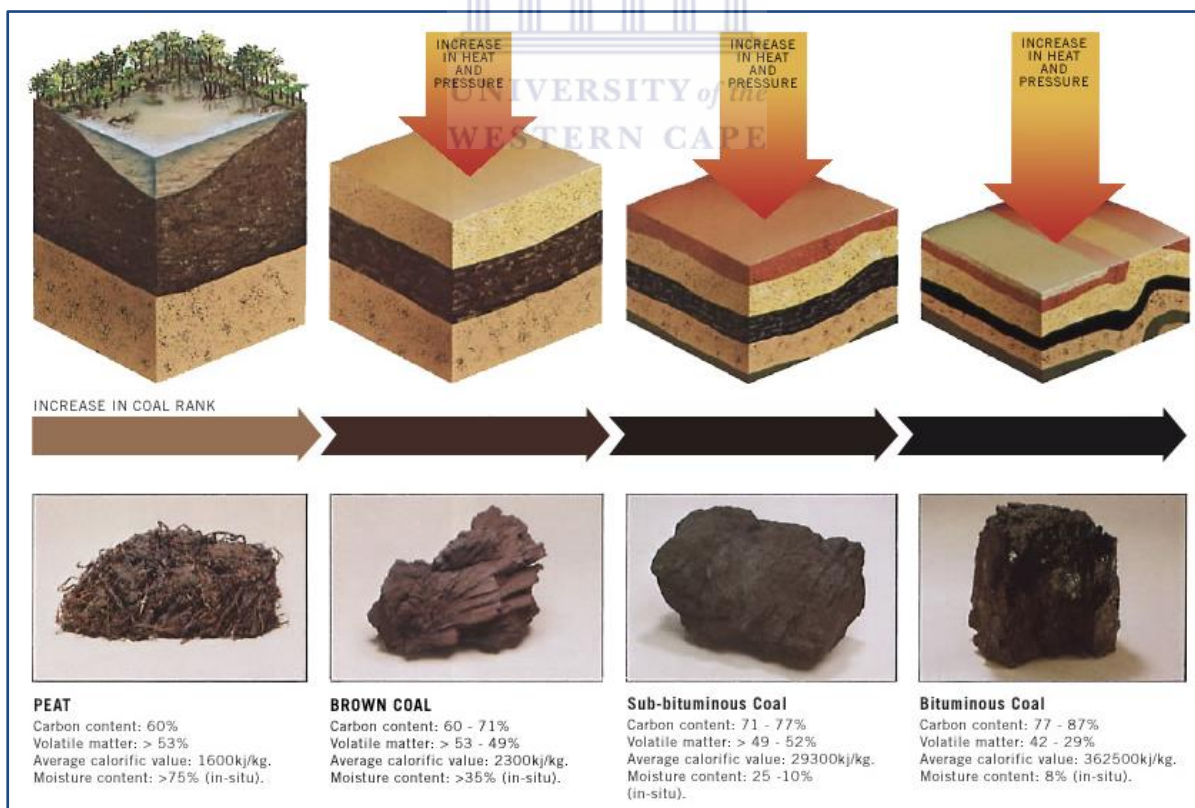 INCREASE
IN HEAT
AND
PRESSURE
INCREASE
IN HEAT
AND
PRESSURE
INCREASE
IN HEAT
AND
PRESSURE
UNIVERSITY of the
WESTERN CAPE
INCREASE IN COAL RANK
PEAT
Carbon content: 60%
Volatile matter: > 53%
Average calorific value: 1600kj/kg.
Moisture content: >75% (in-situ).
BROWN COAL
Carbon content: 60 - 71%
Volatile matter: > 53 - 49%
Average calorific value: 2300kj/kg.
Moisture content: >35% (in-situ).
Sub-bituminous Coal
Carbon content: 71 - 77%
Volatile matter: > 49 - 52%
Average calorific value: 29300kj/kg.
Moisture content: 25 -10%
(in-situ).
Bituminous Coal
Carbon content: 77 - 87%
Volatile matter: 42 - 29%
Average calorific value: 362500kj/kg.
Moisture content: 8% (in-situ).